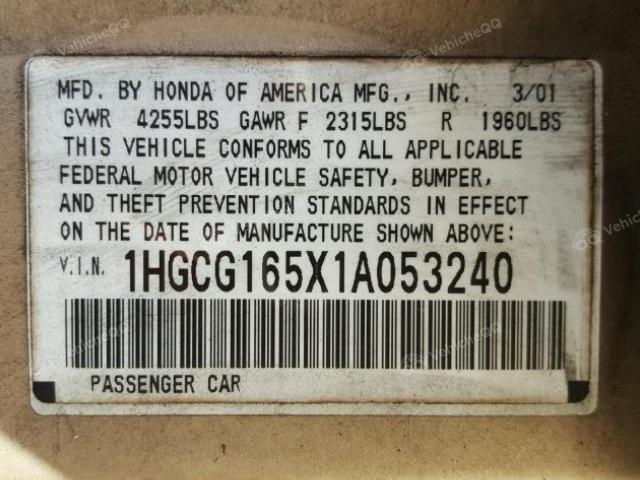 MFD. BY HONDA OF AMERICA MFG., INC. 3/01
GVWR 4255LBS GAWR F 2315LBS R 1960LBS
THIS VEHICLE CONFORMS TO ALL APPLICABLE
FEDERAL MOTOR VEHICLE SAFETY, BUMPER,
AND THEFT PREVENTION STANDARDS IN EFFECT
ON THE DATE OF MANUFACTURE SHOWN ABOVE:
V.I.N. 1HGCG165X1A053240
PASSENGER CAR
VehicleQQ
VehicleQQ